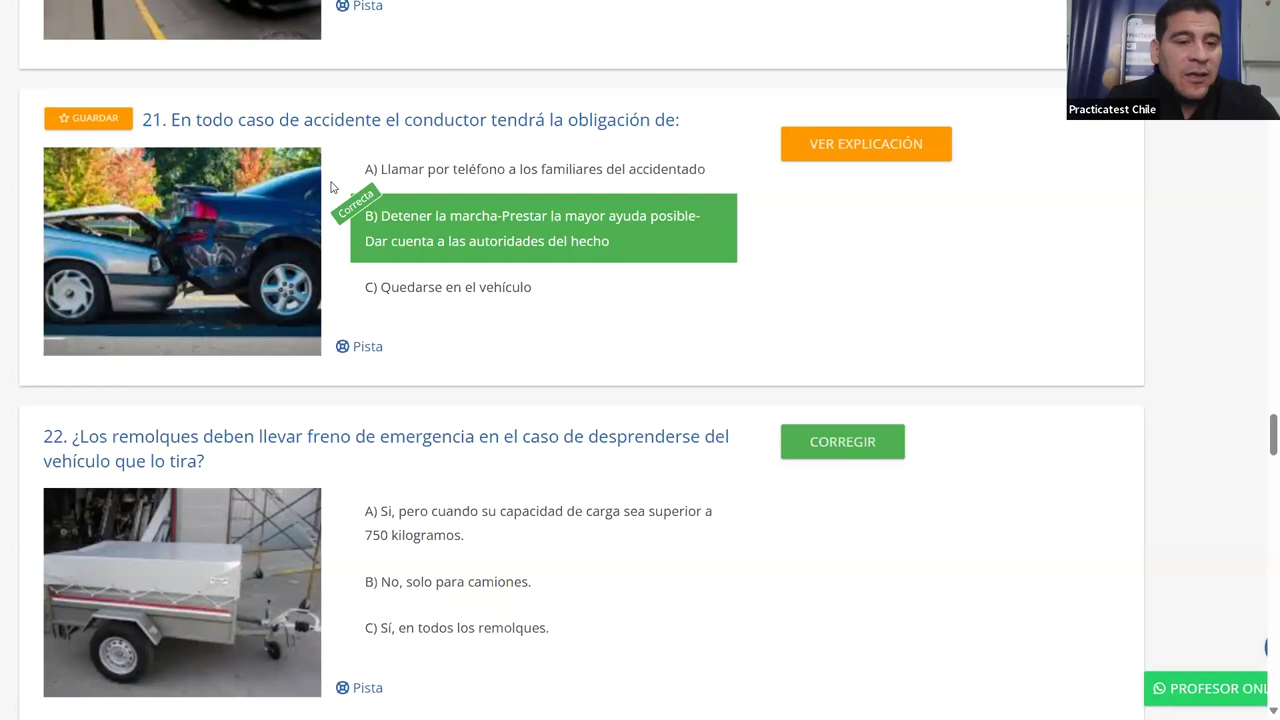 Pista
Practicatest Chile
GUARDAR
21. En todo caso de accidente el conductor tendrá la obligación de:
VER EXPLICACIÓN
A) Llamar por teléfono a los familiares del accidentado
Correcta
B) Detener la marcha-Prestar la mayor ayuda posible-
Dar cuenta a las autoridades del hecho
C) Quedarse en el vehículo
Pista
22. ¿Los remolques deben llevar freno de emergencia en el caso de desprenderse del
vehículo que lo tira?
CORREGIR
A) Si, pero cuando su capacidad de carga sea superior a
750 kilogramos.
B) No, solo para camiones.
C) Sí, en todos los remolques.
Pista
PROFESOR ONL